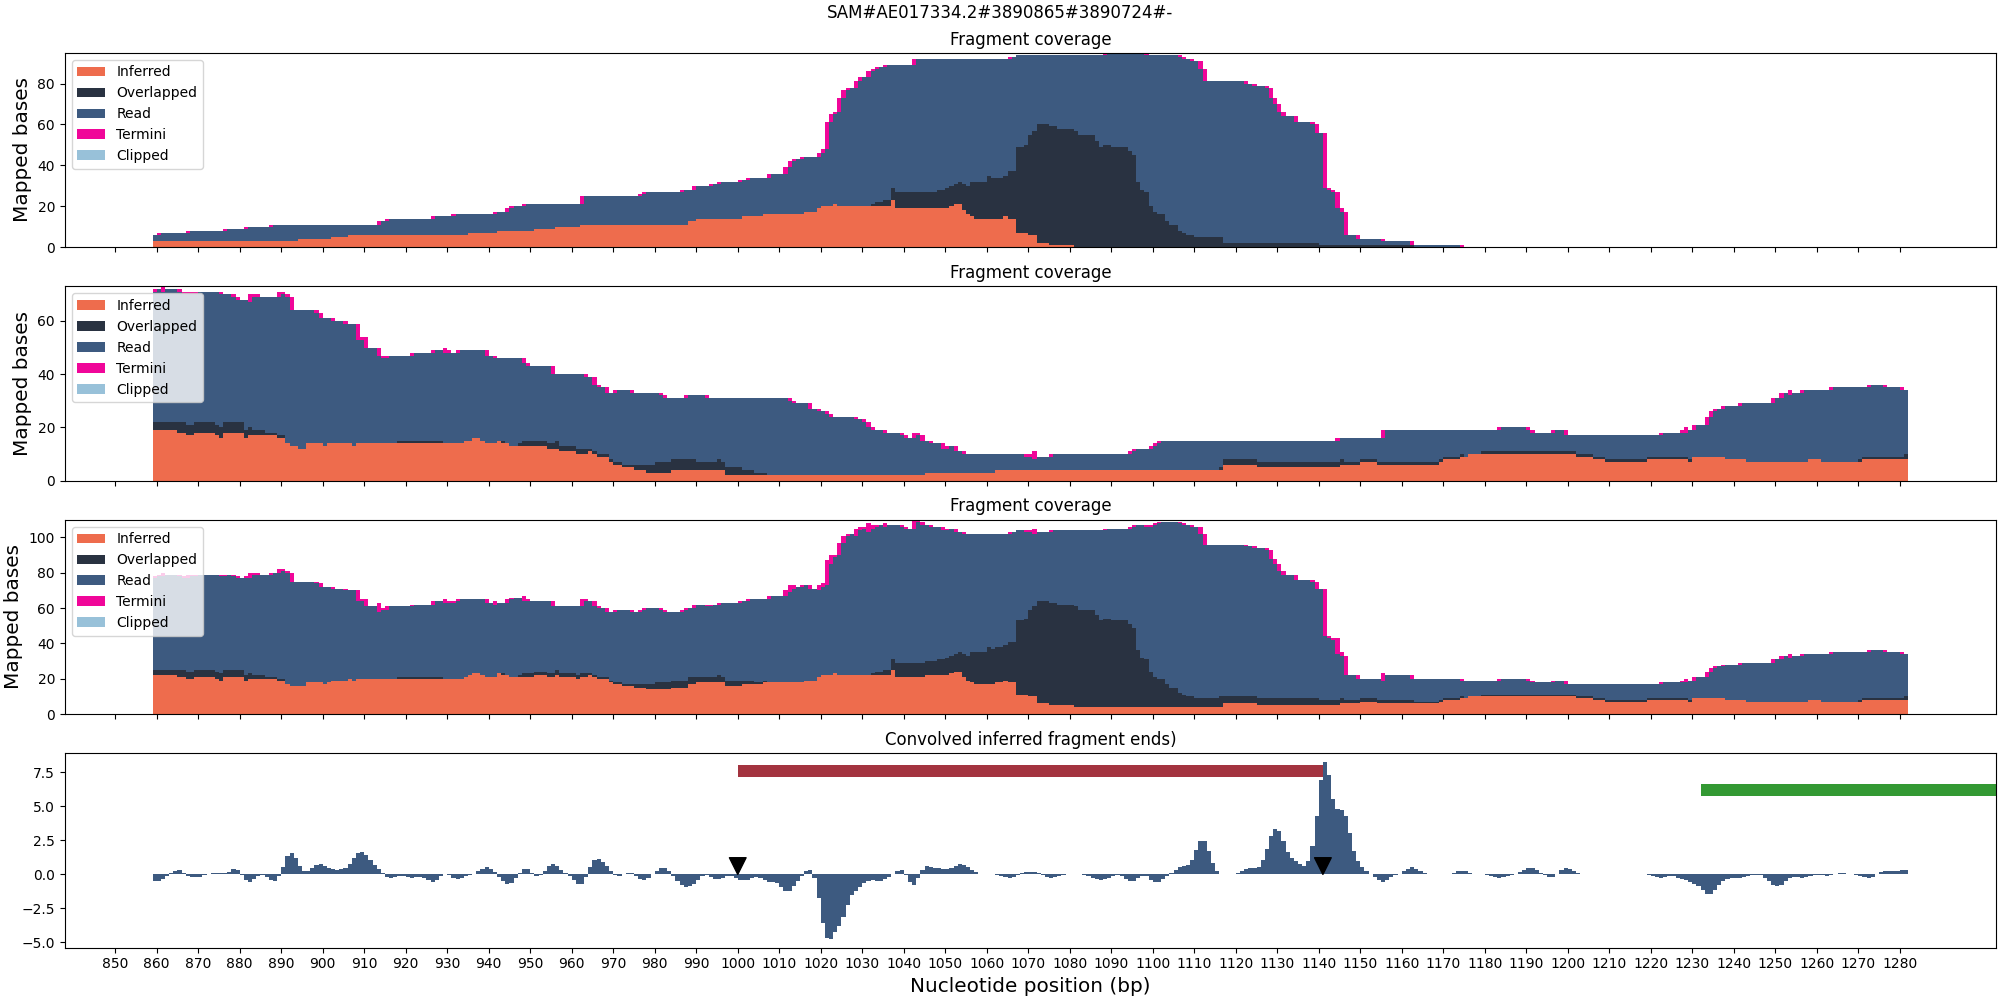 SAM#AE017334.2#3890865#3890724#-
Fragment coverage
Mapped bases
80
60
40
20
0
Inferred
Overlapped
Read
Termini
Clipped
Fragment coverage
Mapped bases
60
40
20
0
Inferred
Overlapped
Read
Termini
Clipped
Fragment coverage
Mapped bases
100
80
60
40
20
0
Inferred
Overlapped
Read
Termini
Clipped
Convolved inferred fragment ends)
7.5
5.0
2.5
0.0
−2.5
−5.0
850 860 870 880 890 900 910 920 930 940 950 960 970 980 990 1000 1010 1020 1030 1040 1050 1060 1070 1080 1090 1100 1110 1120 1130 1140 1150 1160 1170 1180 1190 1200 1210 1220 1230 1240 1250 1260 1270 1280
Nucleotide position (bp)